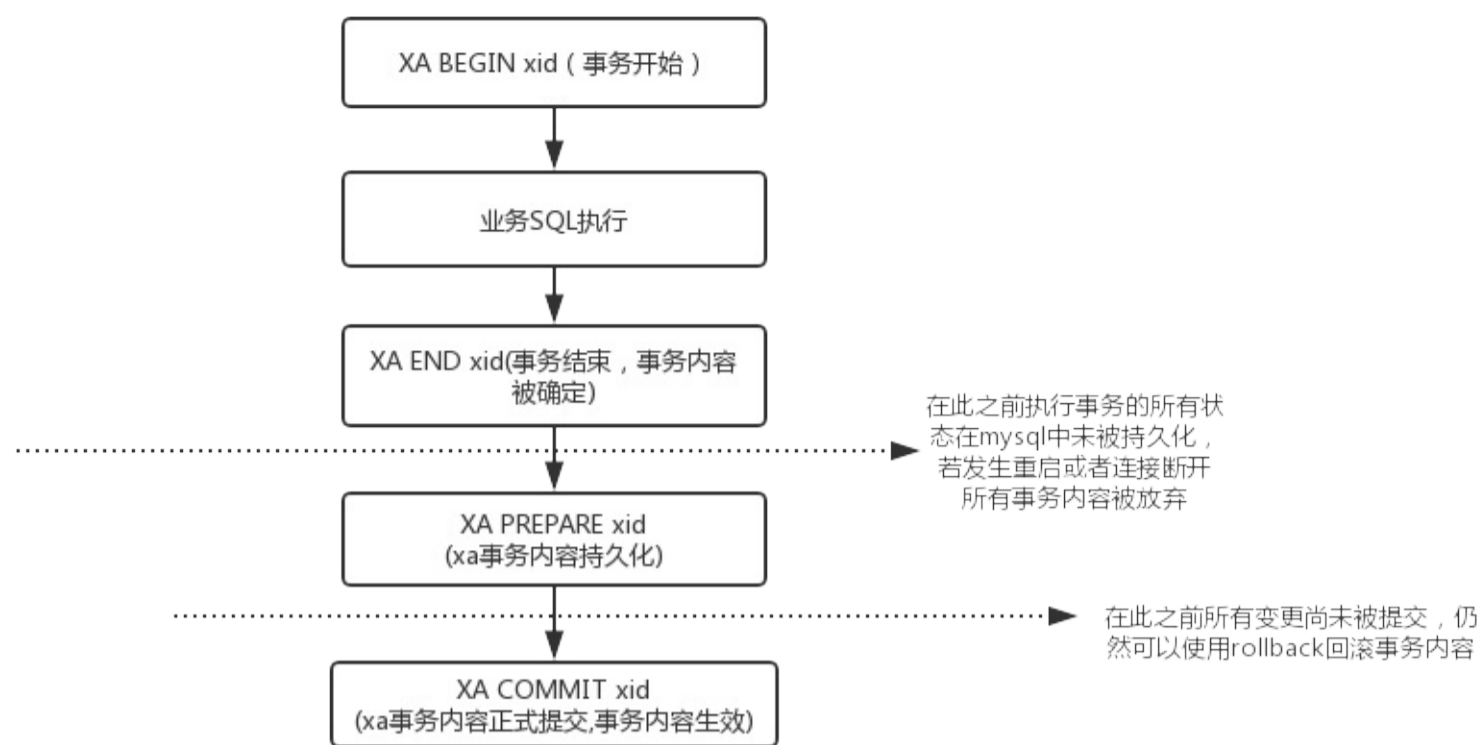 XA BEGIN xid（事务开始）
业务SQL执行
XA END xid(事务结束，事务内容
被确定)
在此之前执行事务的所有状
态在mysql中未被持久化，
若发生重启或者连接断开
所有事务内容被放弃
XA PREPARE xid
(xa事务内容持久化)
在此之前所有变更尚未被提交，仍
然可以使用rollback回滚事务内容
XA COMMIT xid
(xa事务内容正式提交,事务内容生效)